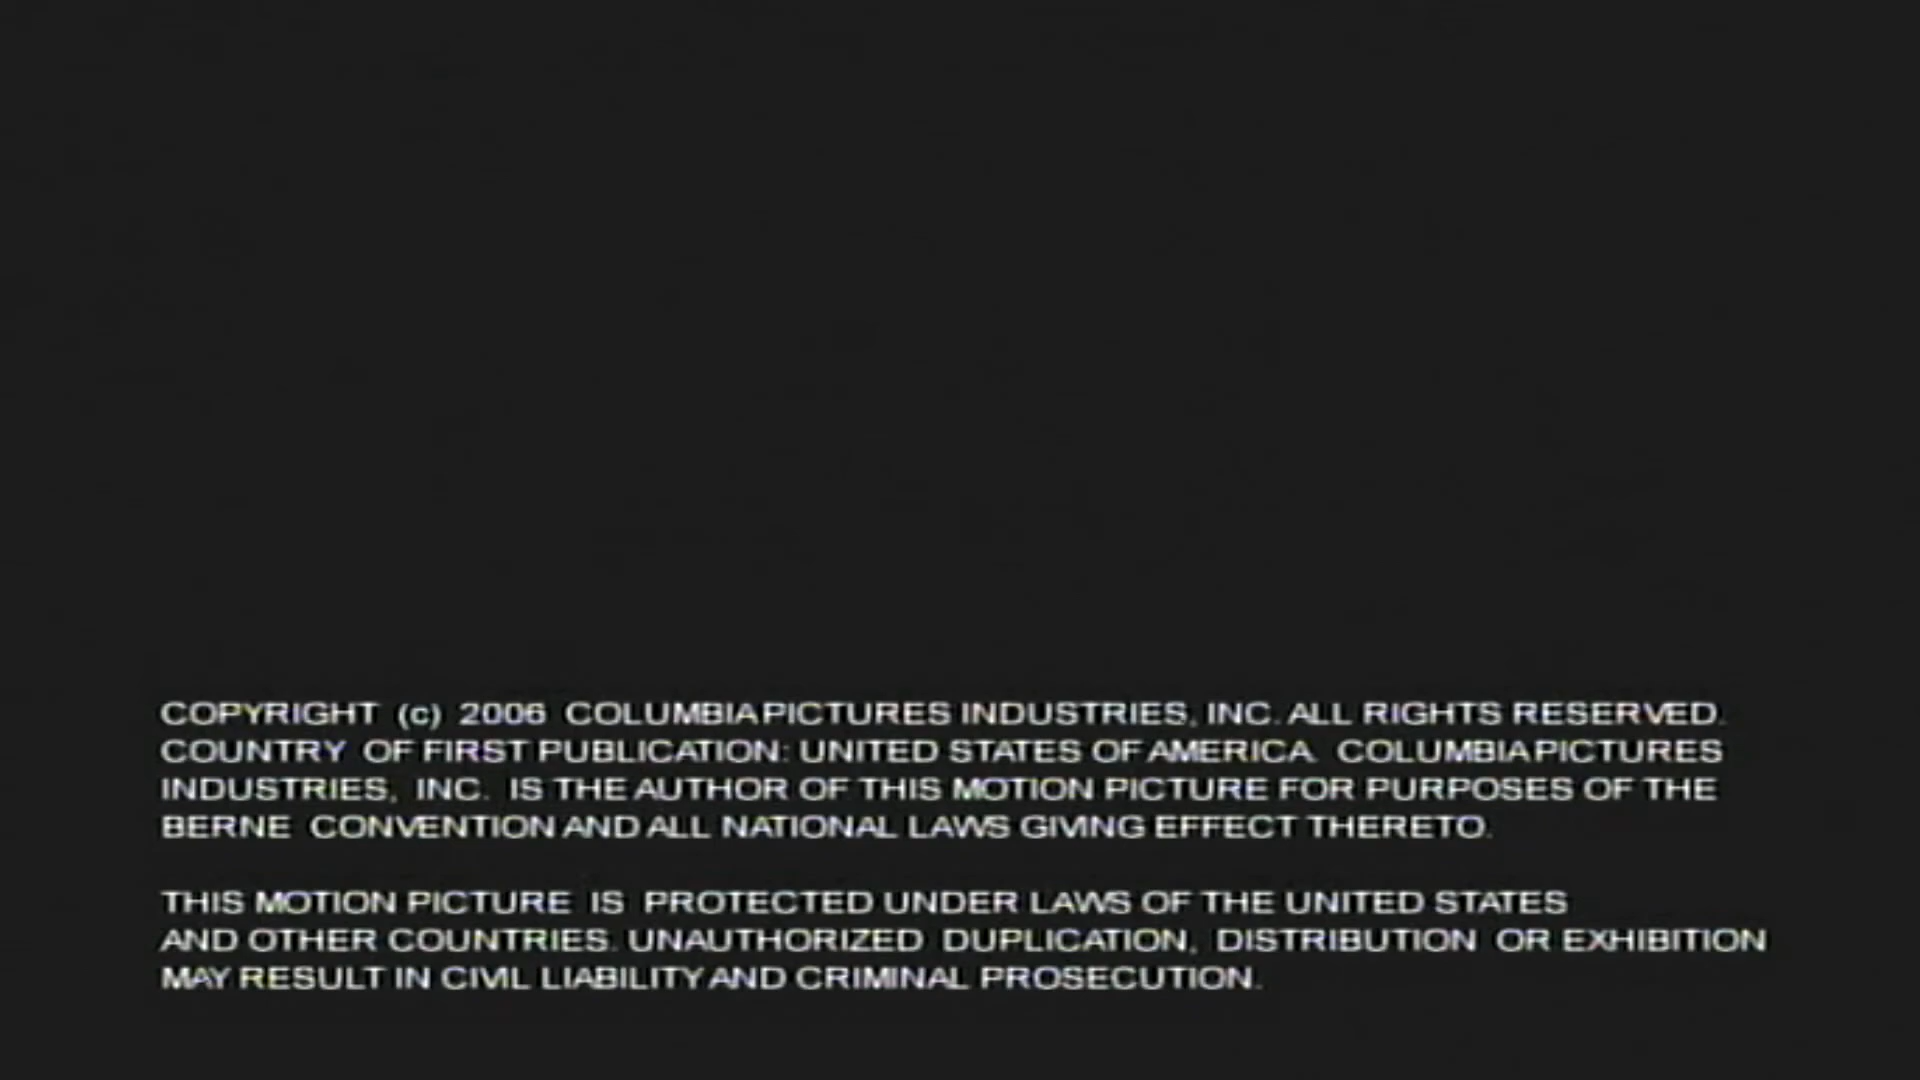 COPYRIGHT (c) 2006 COLUMBIA PICTURES INDUSTRIES, INC. ALL RIGHTS RESERVED.
COUNTRY OF FIRST PUBLICATION: UNITED STATES OF AMERICA. COLUMBIA PICTURES
INDUSTRIES, INC. IS THE AUTHOR OF THIS MOTION PICTURE FOR PURPOSES OF THE
BERNE CONVENTION AND ALL NATIONAL LAWS GIVING EFFECT THERETO.
THIS MOTION PICTURE IS PROTECTED UNDER LAWS OF THE UNITED STATES
AND OTHER COUNTRIES. UNAUTHORIZED DUPLICATION, DISTRIBUTION OR EXHIBITION
MAY RESULT IN CIVIL LIABILITY AND CRIMINAL PROSECUTION.